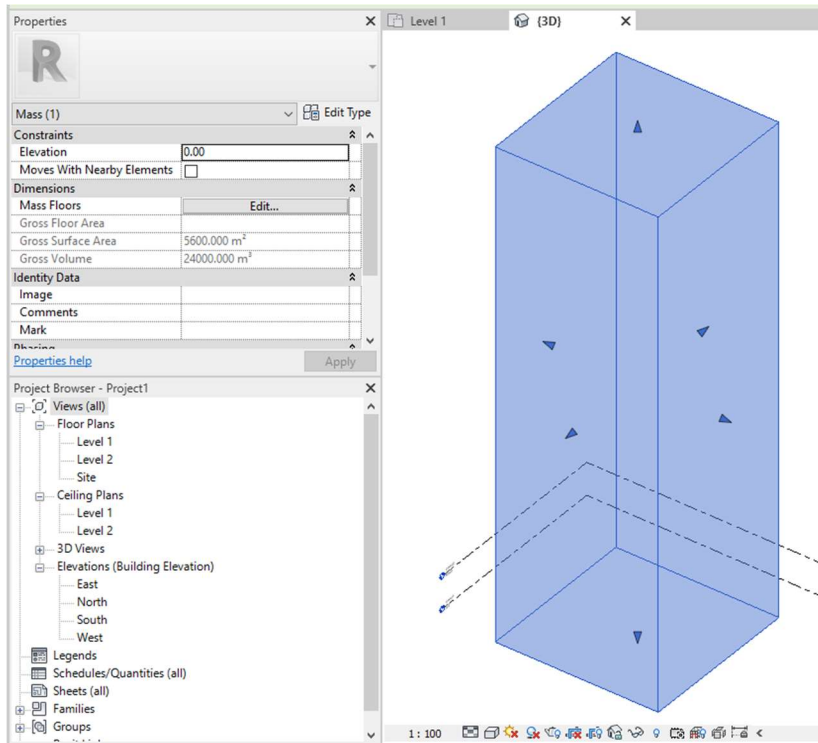 Properties
R
Mass (1)
Edit Type
Constraints
Elevation 0.00
Moves With Nearby Elements
Dimensions
Mass Floors Edit...
Gross Floor Area
Gross Surface Area 5600.000 m²
Gross Volume 24000.000 m³
Identity Data
Image
Comments
Mark
Phasing
Properties help
Apply
Project Browser - Project1
Views (all)
Floor Plans
Level 1
Level 2
Site
Ceiling Plans
Level 1
Level 2
3D Views
Elevations (Building Elevation)
East
North
South
West
Legends
Schedules/Quantities (all)
Sheets (all)
Families
Groups
Level 1
{3D}
1 : 100